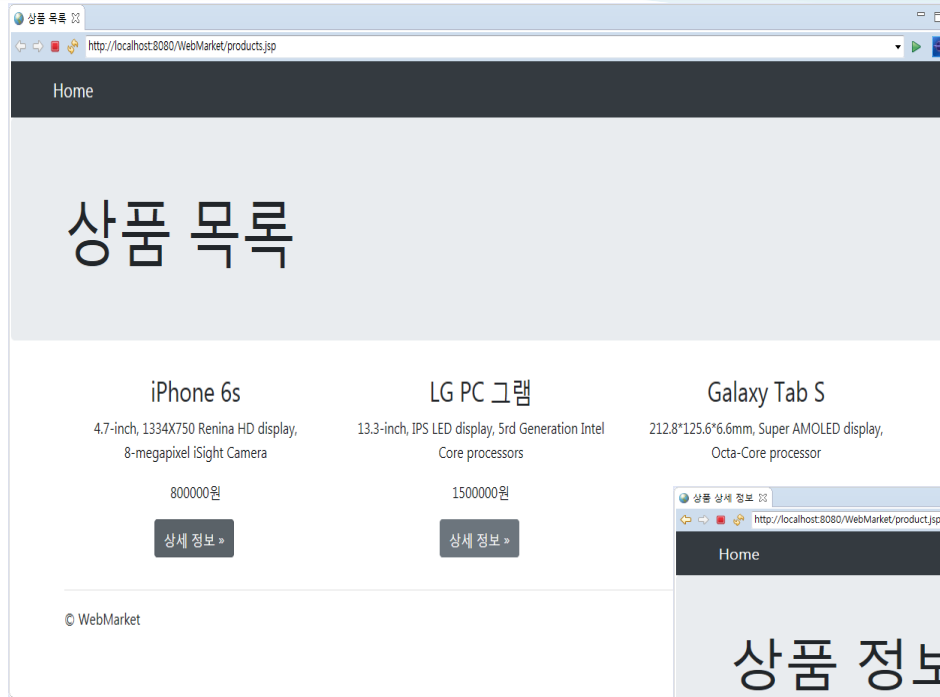 상품 목록
http://localhost:8080/WebMarket/products.jsp
Home
상품 목록
iPhone 6s
4.7-inch, 1334X750 Renina HD display,
8-megapixel iSight Camera
800000원
상세 정보 »
LG PC 그램
13.3-inch, IPS LED display, 5rd Generation Intel
Core processors
1500000원
상세 정보 »
Galaxy Tab S
212.8*125.6*6.6mm, Super AMOLED display,
Octa-Core processor
© WebMarket
상품 상세 정보
http://localhost:8080/WebMarket/product.jsp
Home
상품 정보